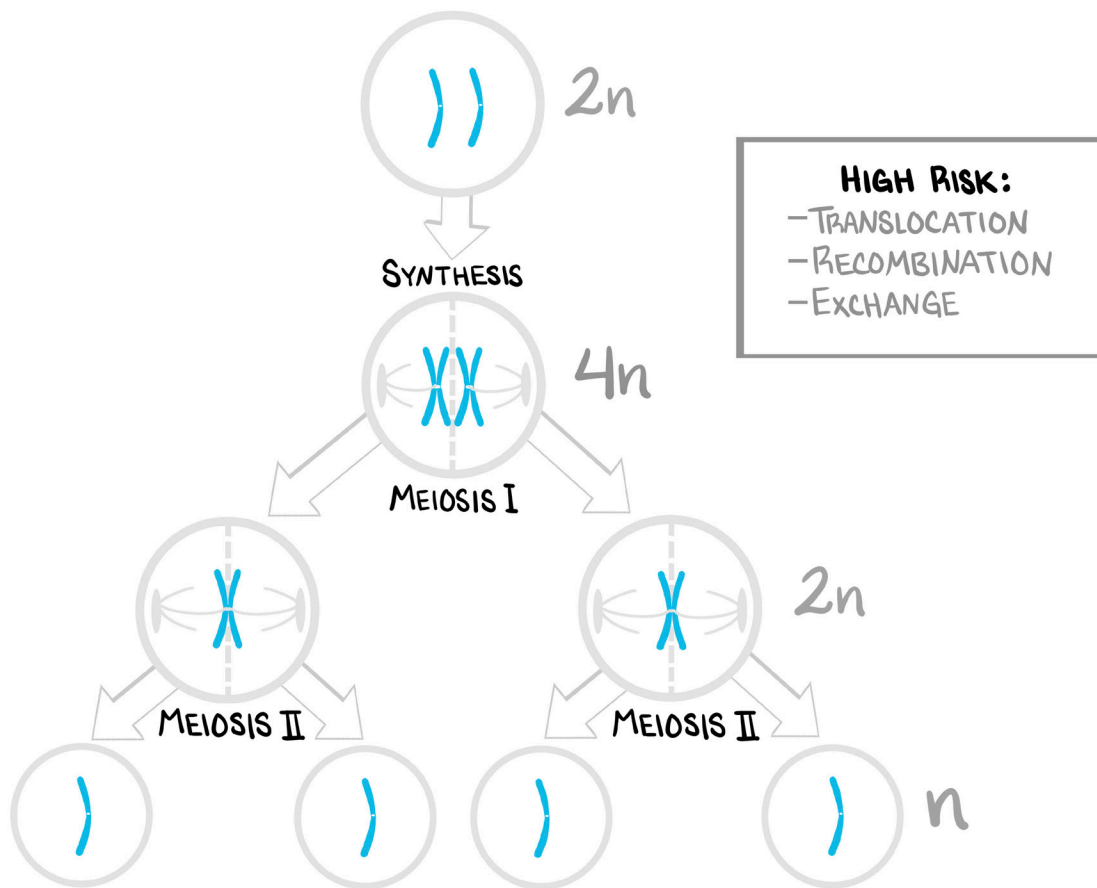 2n
HIGH RISK:
-TRANSLOCATION
-RECOMBINATION
-EXCHANGE
SYNTHESIS
4n
MEIOSIS I
2n
MEIOSIS II
MEIOSIS II
n